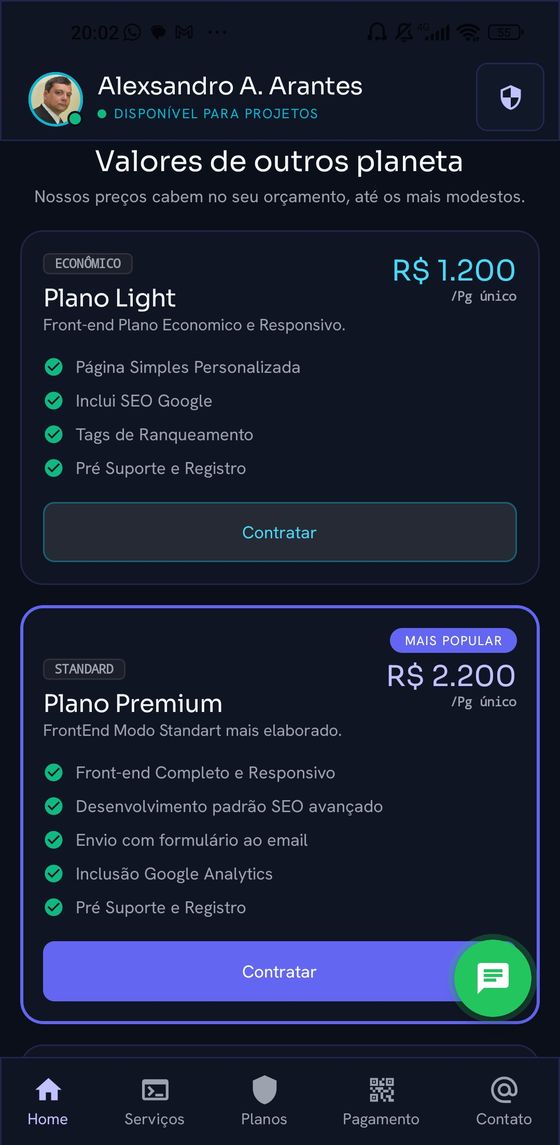 20:02
4G
55
Alexsandro A. Arantes
DISPONÍVEL PARA PROJETOS
Valores de outros planeta
Nossos preços cabem no seu orçamento, até os mais modestos.
ECONÔMICO
R$ 1.200
/Pg único
Plano Light
Front-end Plano Economico e Responsivo.
Página Simples Personalizada
Inclui SEO Google
Tags de Ranqueamento
Pré Suporte e Registro
Contratar
MAIS POPULAR
STANDARD
R$ 2.200
/Pg único
Plano Premium
FrontEnd Modo Standart mais elaborado.
Front-end Completo e Responsivo
Desenvolvimento padrão SEO avançado
Envio com formulário ao email
Inclusão Google Analytics
Pré Suporte e Registro
Contratar
Home
Serviços
Planos
Pagamento
Contato